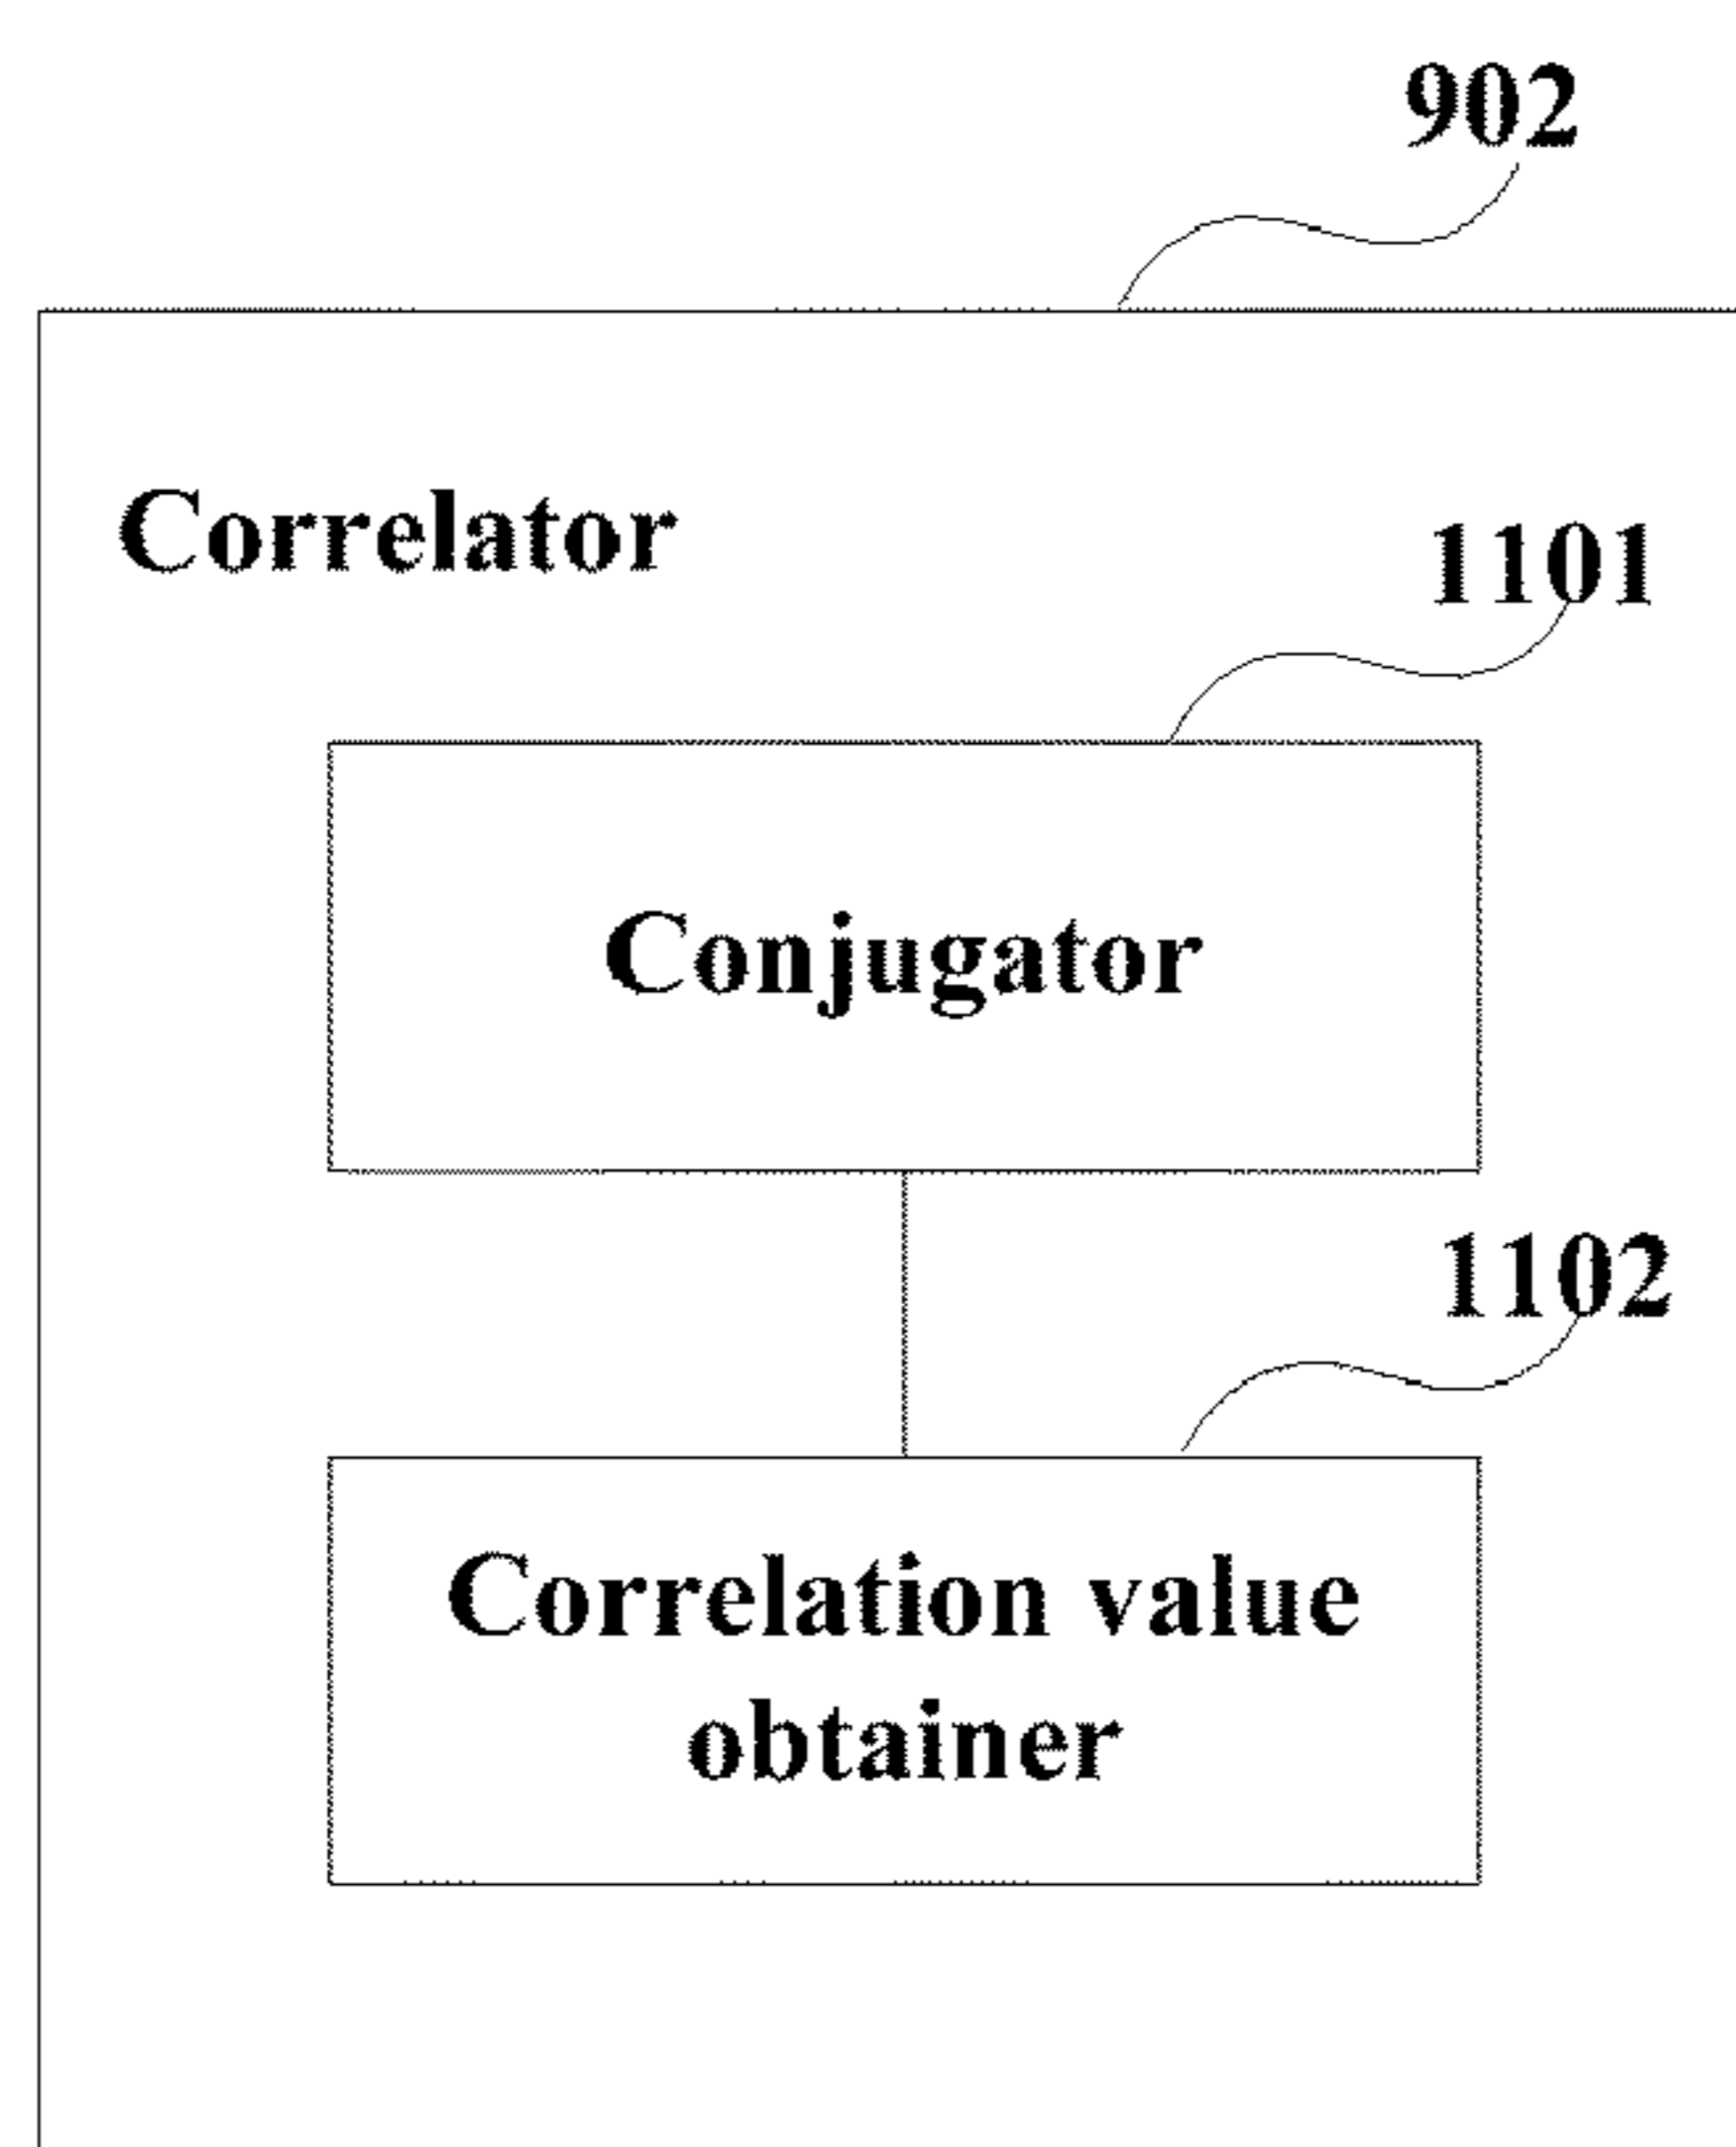 902
Correlator
1101
Conjugator
1102
Correlation value
obtainer